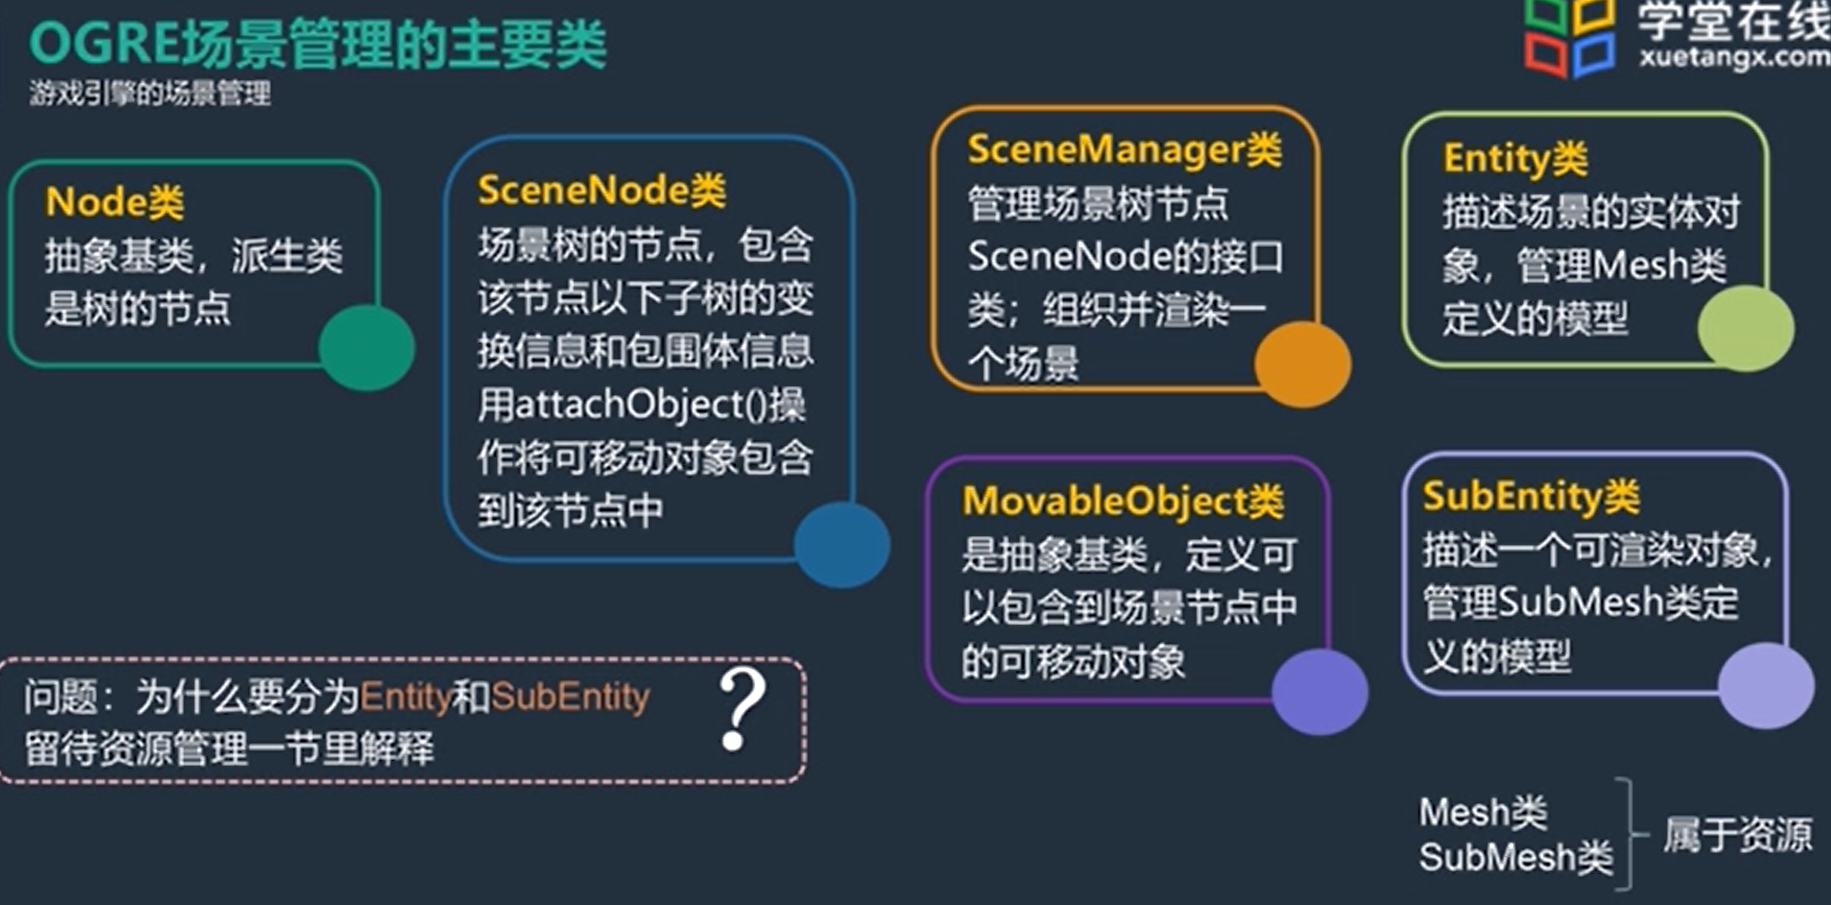 OGRE场景管理的主要类
游戏引擎的场景管理
学堂在线
xuetangx.com
Node类
抽象基类，派生类
是树的节点
SceneNode类
场景树的节点，包含
该节点以下子树的变
换信息和包围体信息
用attachObject()操
作将可移动对象包含
到该节点中
SceneManager类
管理场景树节点
SceneNode的接口
类；组织并渲染一
个场景
Entity类
描述场景的实体对
象，管理Mesh类
定义的模型
MovableObject类
是抽象基类，定义可
以包含到场景节点中
的可移动对象
SubEntity类
描述一个可渲染对象，
管理SubMesh类定
义的模型
问题：为什么要分为Entity和SubEntity
留待资源管理一节里解释
?
Mesh类
SubMesh类
属于资源